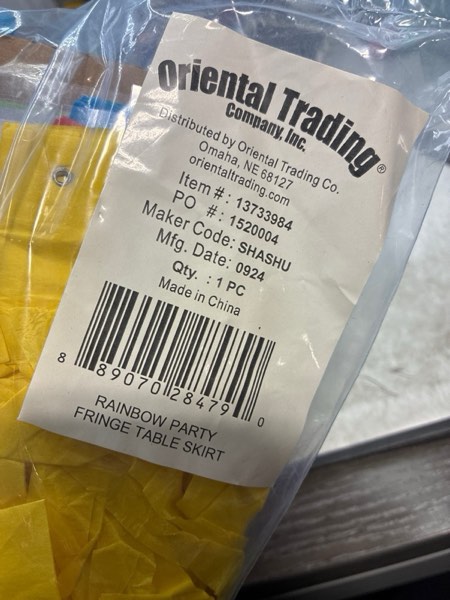 Oriental Trading®
Company, Inc.
Distributed by Oriental Trading Co.
Omaha, NE 68127
orientaltrading.com
Item # : 13733984
PO # : 1520004
Maker Code: SHASHU
Mfg. Date: 0924
Qty. : 1 PC
Made in China
8 89070 28479 0
RAINBOW PARTY
FRINGE TABLE SKIRT